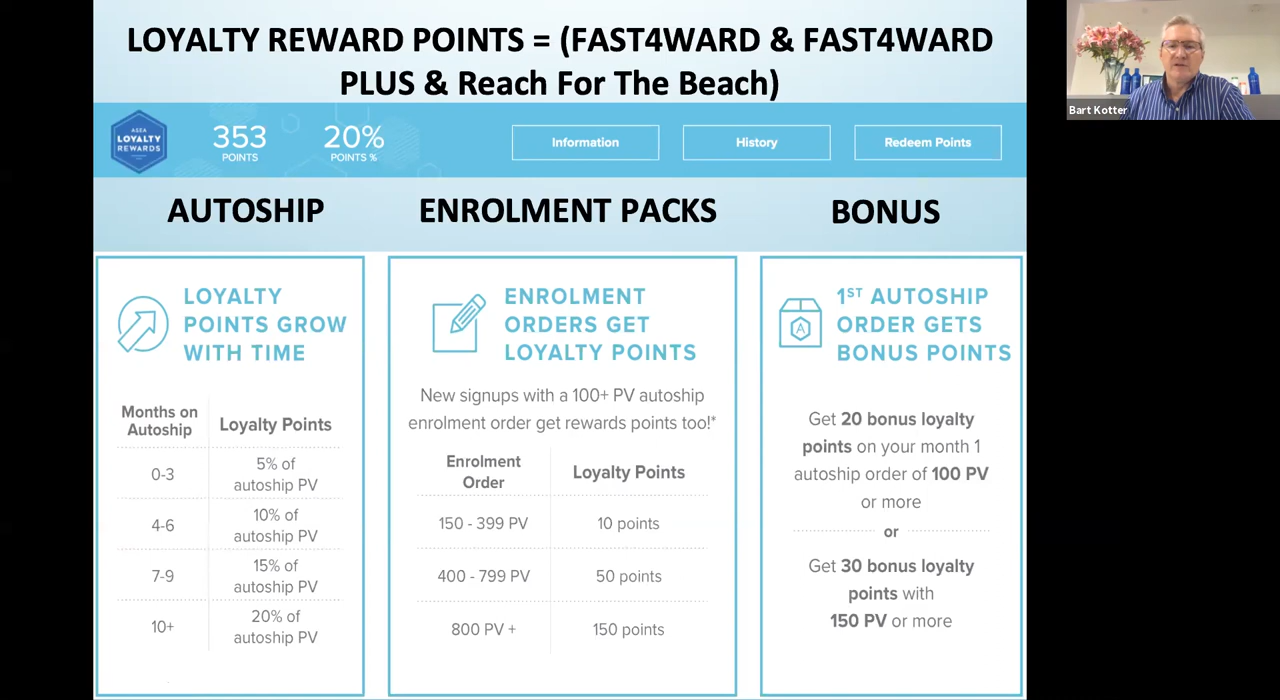 LOYALTY REWARD POINTS = (FAST4WARD & FAST4WARD
PLUS & Reach For The Beach)
ASEA
LOYALTY
REWARDS
353
POINTS
20%
POINTS %
Information
History
Redeem Points
Bart Kotter
AUTOSHIP
ENROLMENT PACKS
BONUS
LOYALTY
POINTS GROW
WITH TIME
Months on
Autoship
Loyalty Points
0-3
5% of
autoship PV
4-6
10% of
autoship PV
7-9
15% of
autoship PV
10+
20% of
autoship PV
ENROLMENT
ORDERS GET
LOYALTY POINTS
New signups with a 100+ PV autoship
enrolment order get rewards points too!*
Enrolment
Order
Loyalty Points
150 - 399 PV
10 points
400 - 799 PV
50 points
800 PV +
150 points
1ST AUTOSHIP
ORDER GETS
BONUS POINTS
A
Get 20 bonus loyalty
points on your month 1
autoship order of 100 PV
or more
or
Get 30 bonus loyalty
points with
150 PV or more